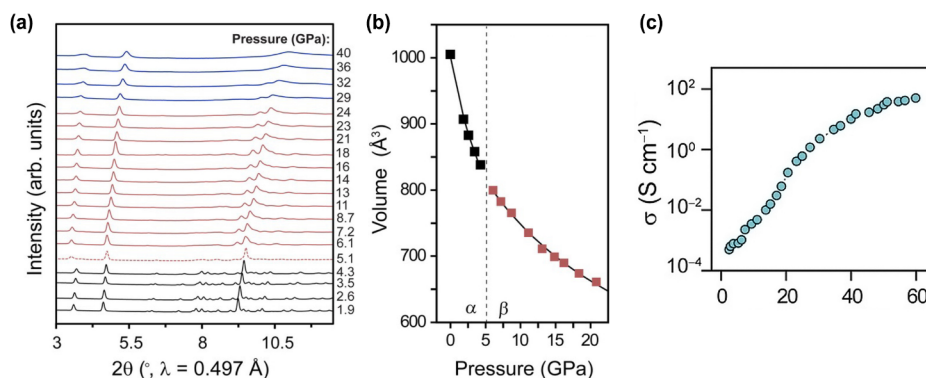 (a)
Pressure (GPa):
40
36
32
29
24
23
21
18
16
14
13
11
8.7
7.2
6.1
5.1
4.3
3.5
2.6
1.9
Intensity (arb. units)
3 5.5 8 10.5
2θ (°, λ = 0.497 Å)
(b)
1000
900
800
700
600
Volume (Å³)
α β
0 5 10 15 20
Pressure (GPa)
(c)
10²
10⁰
10⁻²
10⁻⁴
σ (S cm⁻¹)
0 20 40 60